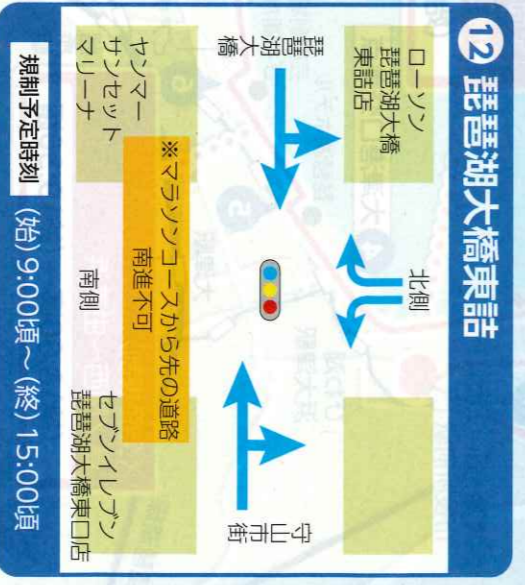 ⑫ 琵琶湖大橋東詰
ローソン
琵琶湖大橋
東詰店
北側
琵琶湖大橋
守山市街
※マラソンコースから先の道路
南進不可
ヤンマー
サンセット
マリーナ
南側
セブンイレブン
琵琶湖大橋東口店
規制予定時刻 (始) 9:00頃～(終) 15:00頃